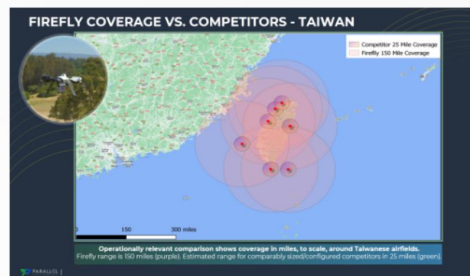 FIREFLY COVERAGE VS. COMPETITORS - TAIWAN
Competitor 25 Mile Coverage
Firefly 150 Mile Coverage
0 150 300 miles
Operationally relevant comparison shows coverage in miles, to scale, around Taiwanese airfields.
Firefly range is 150 miles (purple). Estimated range for comparably sized/configured competitors in 25 miles (green).
PARALLEL |